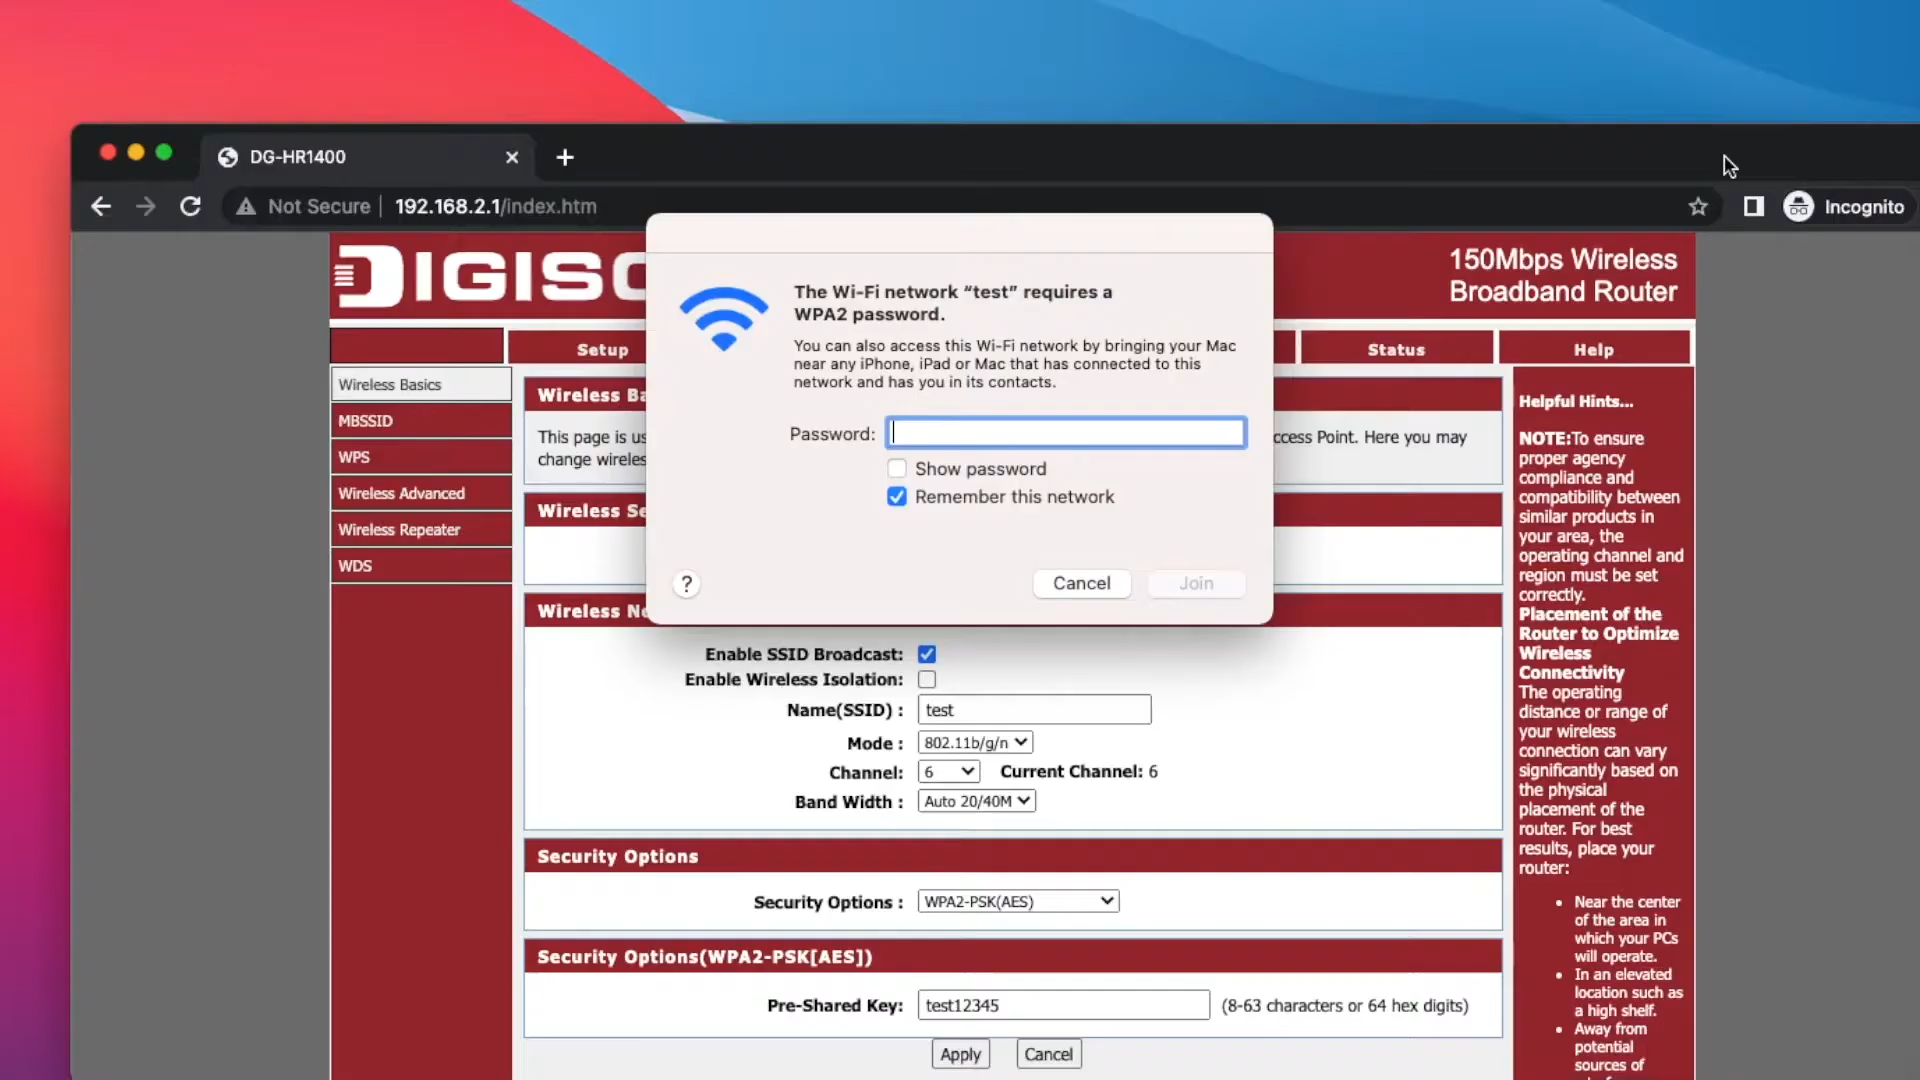 DG-HR1400
Not Secure | 192.168.2.1/index.htm
Incognito
150Mbps Wireless
Broadband Router
Setup
Status
Help
Wireless Basics
MBSSID
WPS
Wireless Advanced
Wireless Repeater
WDS
Wireless
This page is
ccess Point. Here you may
change
Wireless
Wireless
The Wi-Fi network “test” requires a
WPA2 password.
You can also access this Wi-Fi network by bringing your Mac
near any iPhone, iPad or Mac that has connected to this
network and has you in its contacts.
Password:
Show password
Remember this network
?
Cancel
Join
Enable SSID Broadcast:
Enable Wireless Isolation:
Name(SSID) : test
Mode : 802.11b/g/n
Channel: 6 Current Channel: 6
Band Width : Auto 20/40M
Security Options
Security Options : WPA2-PSK(AES)
Security Options(WPA2-PSK[AES])
Pre-Shared Key: test12345 (8-63 characters or 64 hex digits)
Apply
Cancel
Helpful Hints...
NOTE:To ensure
proper agency
compliance and
compatibility between
similar products in
your area, the
operating channel and
region must be set
correctly.
Placement of the
Router to Optimize
Wireless
Connectivity
The operating
distance or range of
your wireless
connection can vary
significantly based on
the physical
placement of the
router. For best
results, place your
router:
• Near the center
of the area in
which your PCs
will operate.
• In an elevated
location such as
a high shelf.
• Away from
potential
sources of